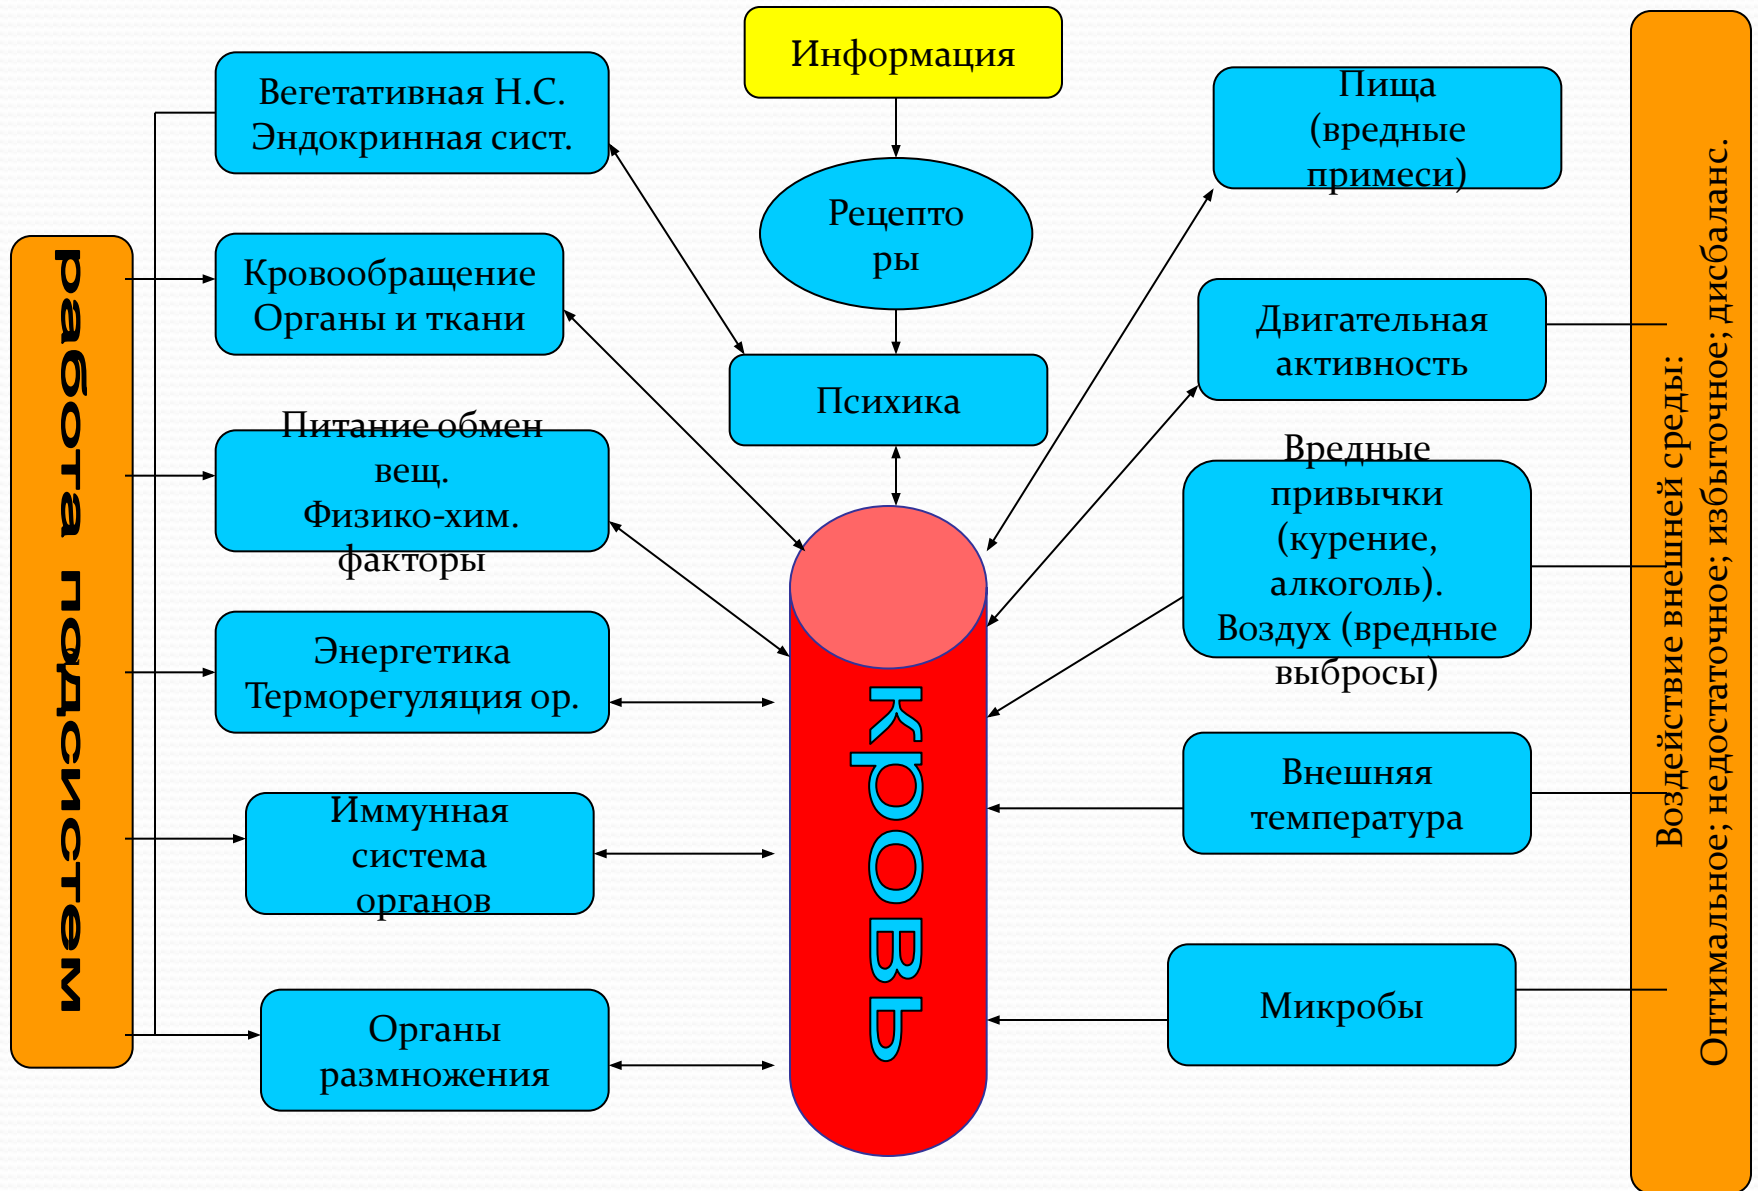 Информация
Рецепто
ры
Психика
Вегетативная Н.С.
Эндокринная сист.
Кровообращение
Органы и ткани
Питание обмен
вещ.
Физико-хим.
факторы
Энергетика
Терморегуляция ор.
Иммунная
система
органов
Органы
размножения
работа подсистем
кровь
Пища
(вредные
примеси)
Двигательная
активность
Вредные
привычки
(курение,
алкоголь).
Воздух (вредные
выбросы)
Внешняя
температура
Микробы
Воздействие внешней среды:
Оптимальное; недостаточное; избыточное; дисбаланс.